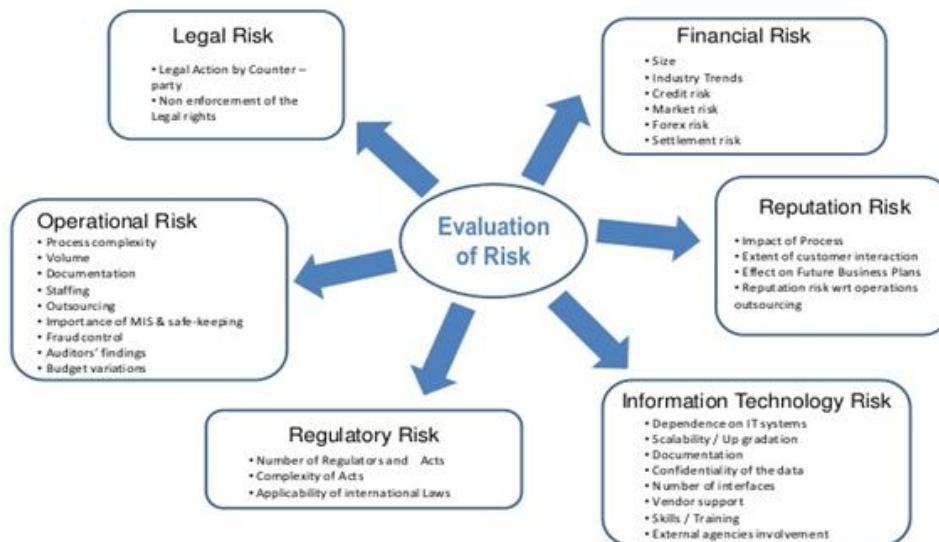 Legal Risk
• Legal Action by Counter –
party
• Non enforcement of the
Legal rights
Financial Risk
• Size
• Industry Trends
• Credit risk
• Market risk
• Forex risk
• Settlement risk
Evaluation
of Risk
Operational Risk
• Process complexity
• Volume
• Documentation
• Staffing
• Outsourcing
• Importance of MIS & safe-keeping
• Fraud control
• Auditors' findings
• Budget variations
Reputation Risk
• Impact of Process
• Extent of customer interaction
• Effect on Future Business Plans
• Reputation risk wrt operations
outsourcing
Regulatory Risk
• Number of Regulators and Acts
• Complexity of Acts
• Applicability of international Laws
Information Technology Risk
• Dependence on IT systems
• Scalability / Up gradation
• Documentation
• Confidentiality of the data
• Number of interfaces
• Vendor support
• Skills / Training
• External agencies involvement